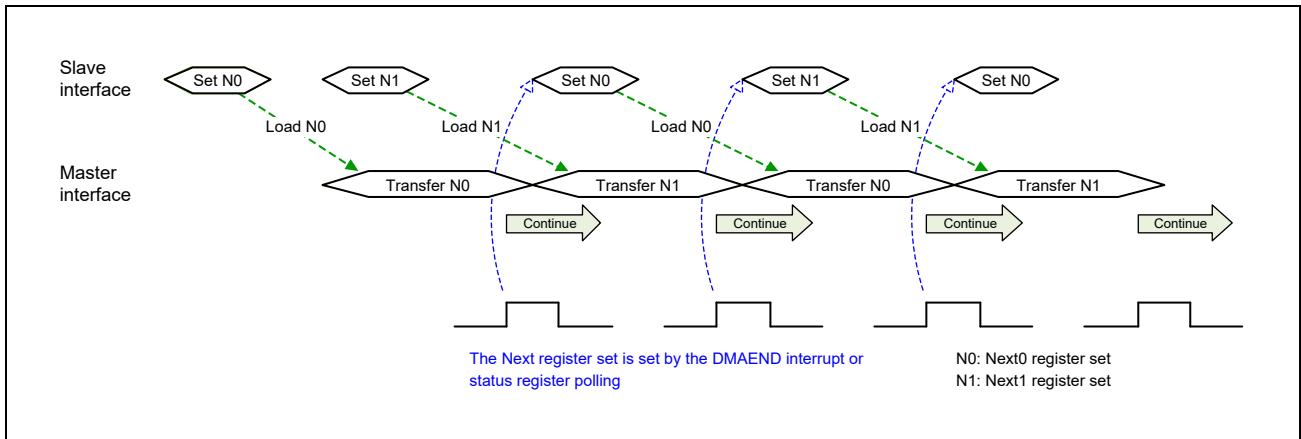 Slave
interface
Set N0
Set N1
Set N0
Set N1
Set N0
Load N0
Load N1
Load N0
Load N1
Master
interface
Transfer N0
Transfer N1
Transfer N0
Transfer N1
Continue
Continue
Continue
Continue
The Next register set is set by the DMAEND interrupt or
status register polling
N0: Next0 register set
N1: Next1 register set